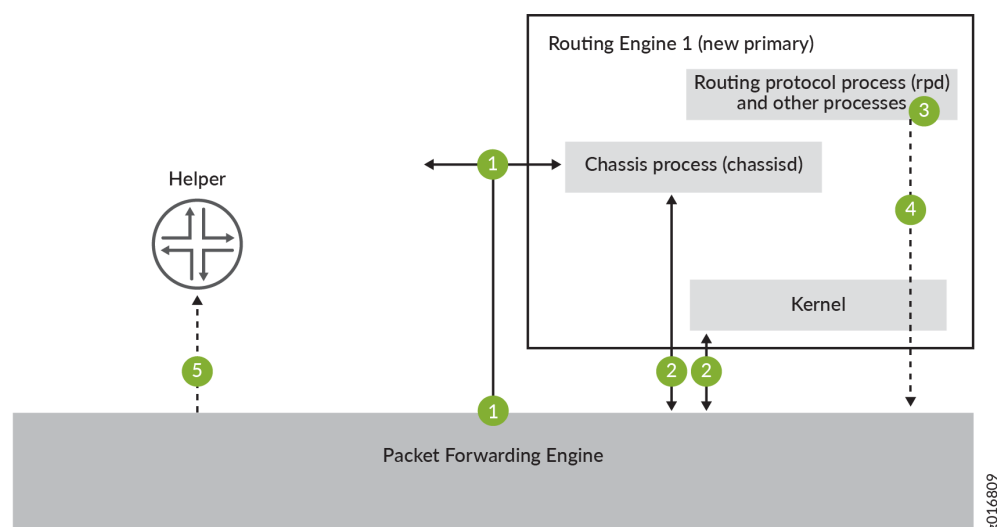 Routing Engine 1 (new primary)
Routing protocol process (rpd)
and other processes
3
1
Chassis process (chassisd)
Helper
4
Kernel
5
2
2
1
Packet Forwarding Engine